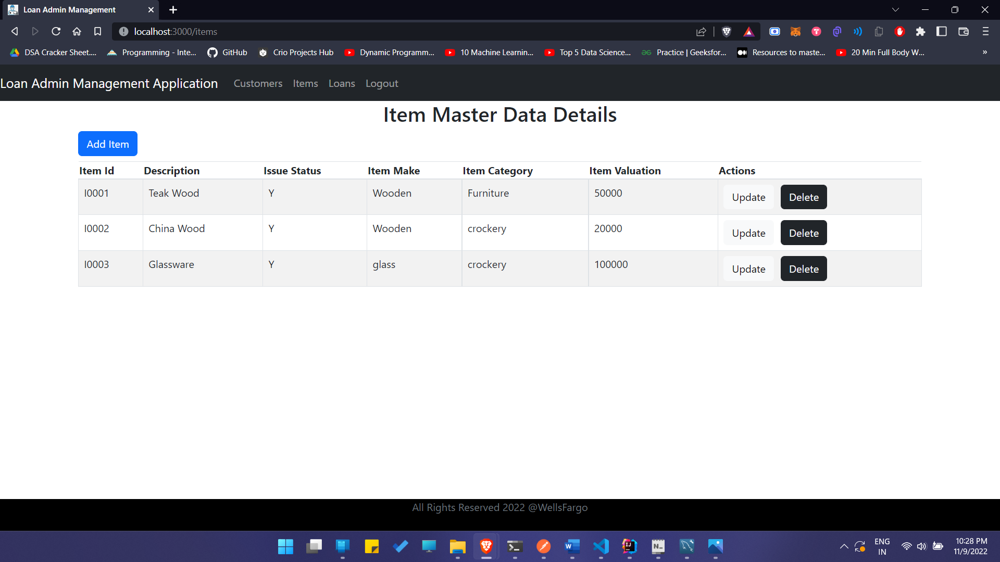 Loan Admin Management
localhost:3000/items
DSA Cracker Sheet.... Programming - Inte... GitHub Crio Projects Hub Dynamic Programm... 10 Machine Learnin... Top 5 Data Science... Practice | Geeksfor... Resources to maste... 20 Min Full Body W... »
Loan Admin Management Application Customers Items Loans Logout
Item Master Data Details
Add Item
Item Id Description Issue Status Item Make Item Category Item Valuation Actions
I0001 Teak Wood Y Wooden Furniture 50000 Update Delete
I0002 China Wood Y Wooden crockery 20000 Update Delete
I0003 Glassware Y glass crockery 100000 Update Delete
All Rights Reserved 2022 @WellsFargo
ENG 10:28 PM
IN 11/9/2022